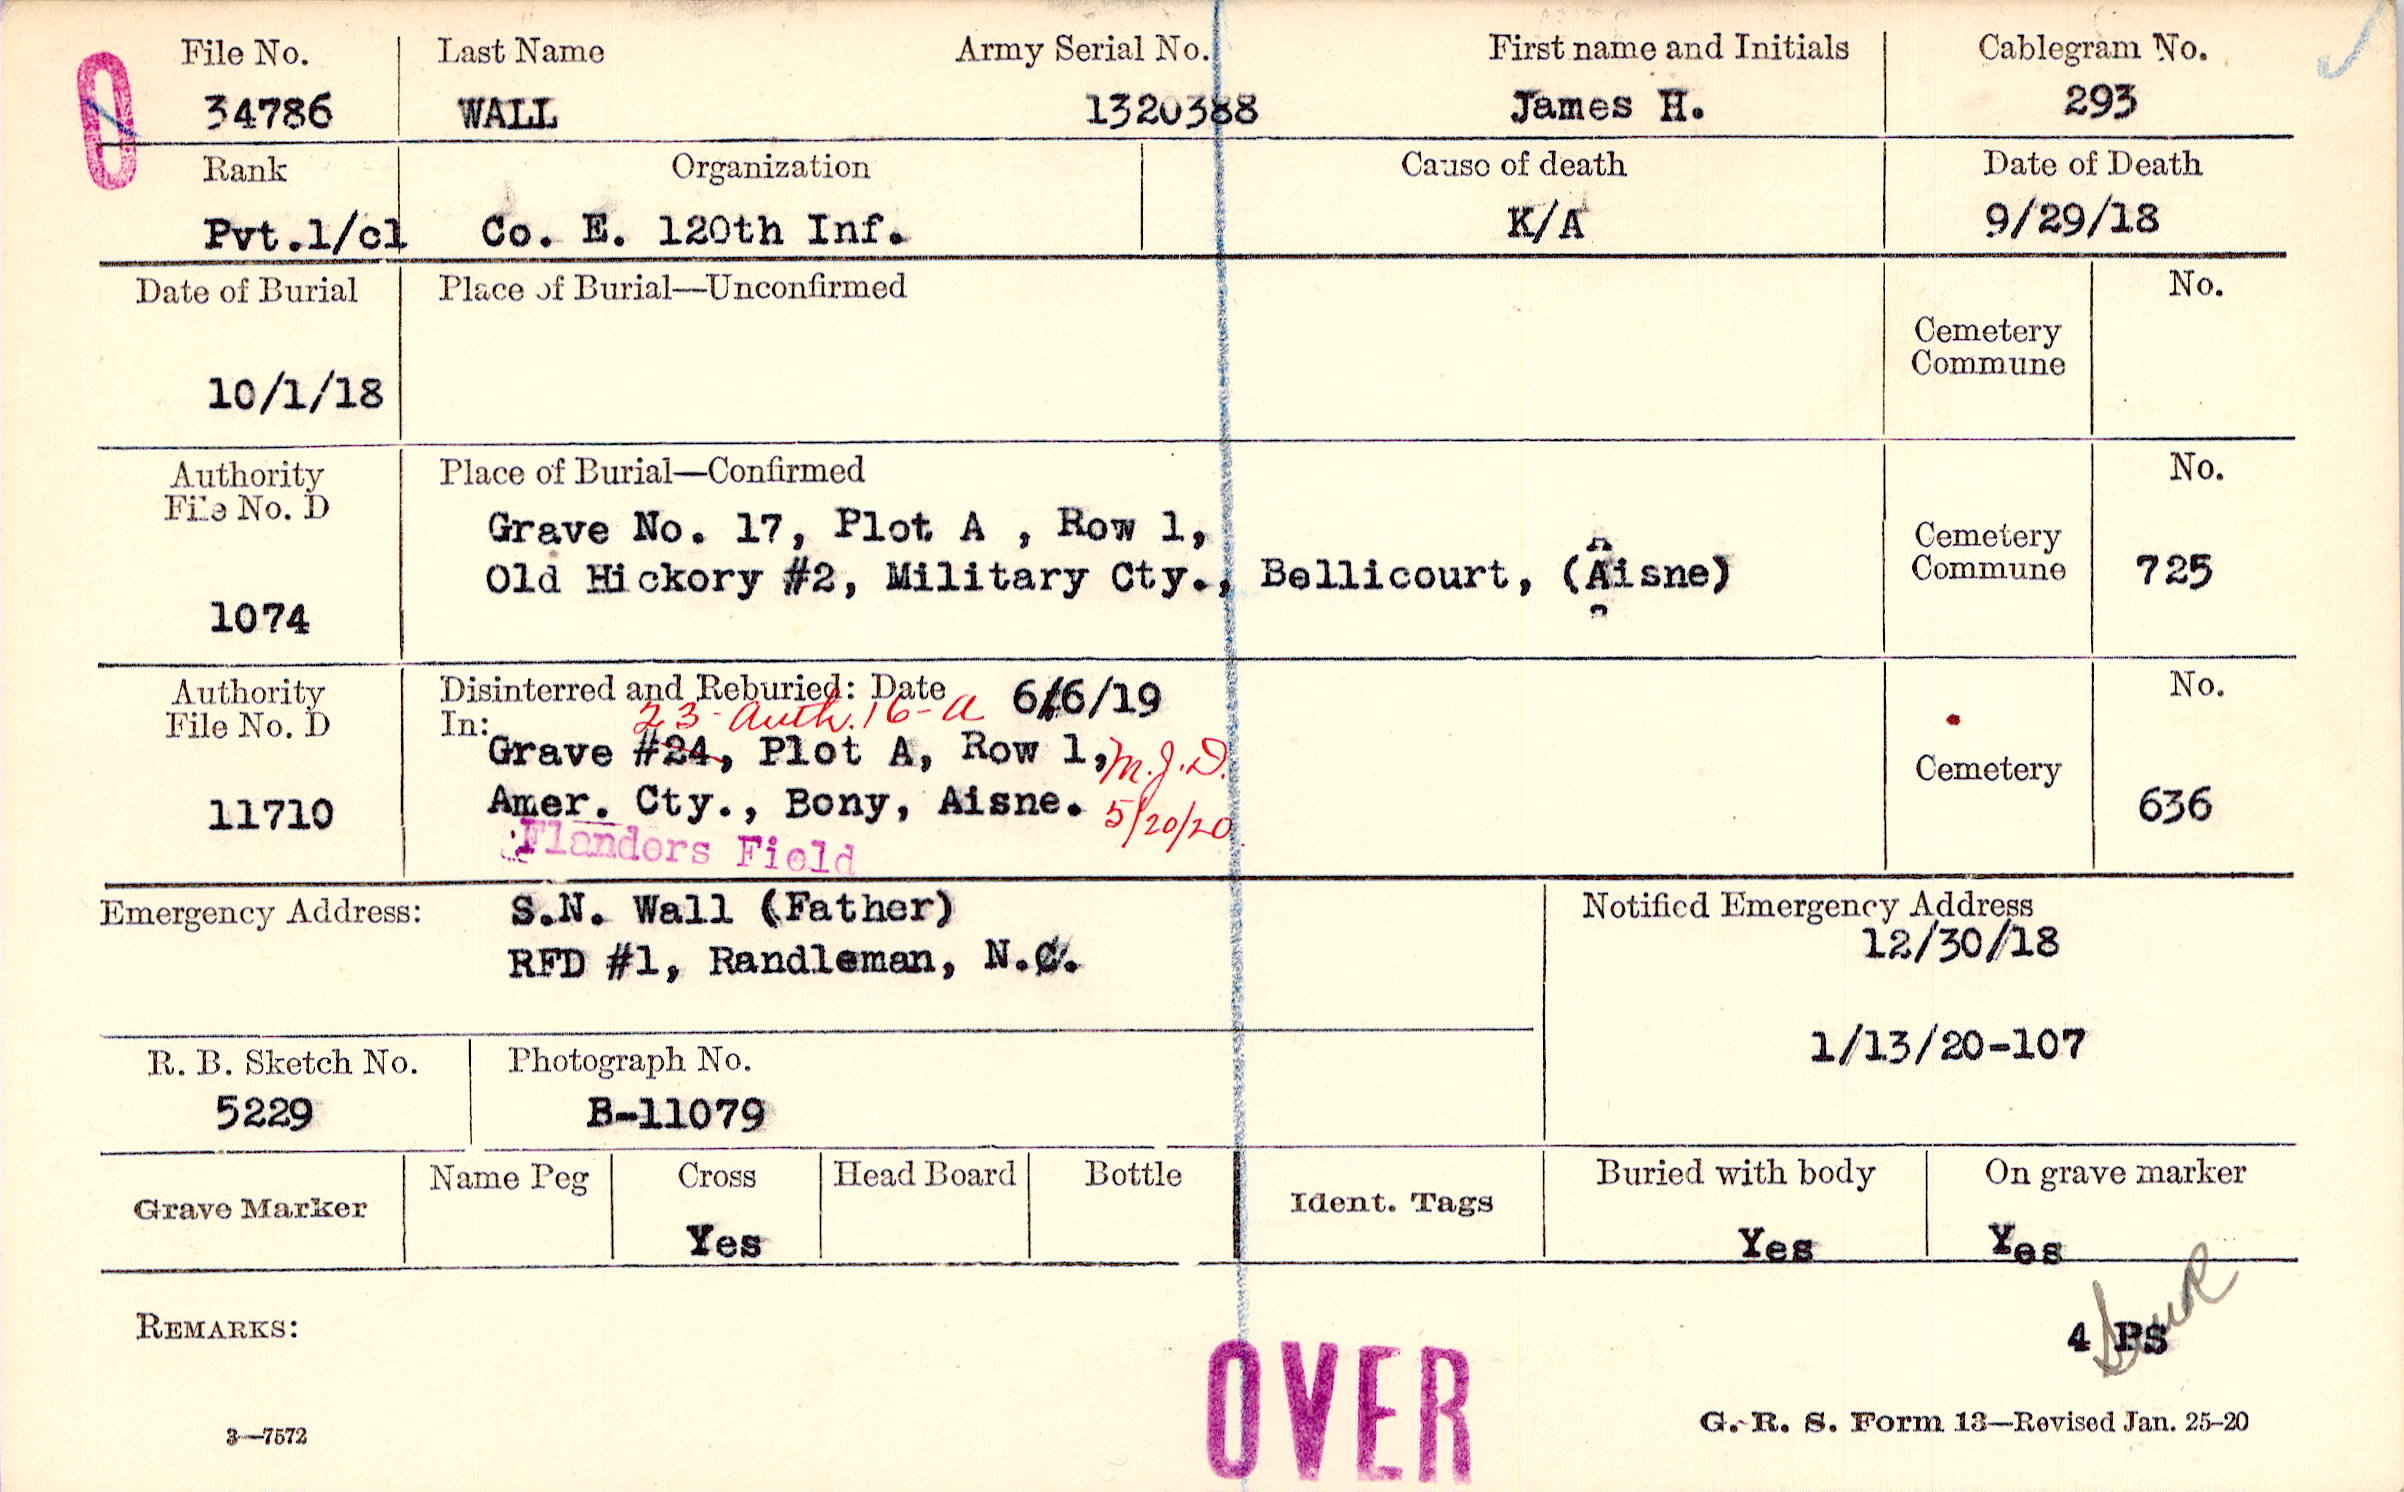 File No. Last Name Army Serial No. First name and Initials Cablegram No.
34786 WALL 1320388 James H. 293
Rank Organization Cause of death Date of Death
Pvt.1/cl Co. E. 120th Inf. K/A 9/29/18
Date of Burial Place of Burial—Unconfirmed No.
Cemetery
Commune
10/1/18
Authority Place of Burial—Confirmed No.
File No. D
Grave No. 17, Plot A , Row 1, Cemetery
Old Hickory #2, Military Cty., Bellicourt, (Aisne) Commune 725
1074
Authority Disinterred and Reburied: Date 6/6/19 No.
File No. D In: 23- Auth. 16-A
Grave #24, Plot A, Row 1, M.J.D. Cemetery
11710 Amer. Cty., Bony, Aisne. 5/20/20. 636
Flanders Field
Emergency Address: S.N. Wall (Father) Notified Emergency Address
12/30/18
RFD #1, Randleman, N.C.
1/13/20-107
R. B. Sketch No. Photograph No.
5229 B-11079
Grave Marker Name Peg Cross Head Board Bottle Ident. Tags Buried with body On grave marker
Yes Yes Yes
REMARKS:
4 PS
OVER
3—7572 G. R. S. Form 13—Revised Jan. 25-20